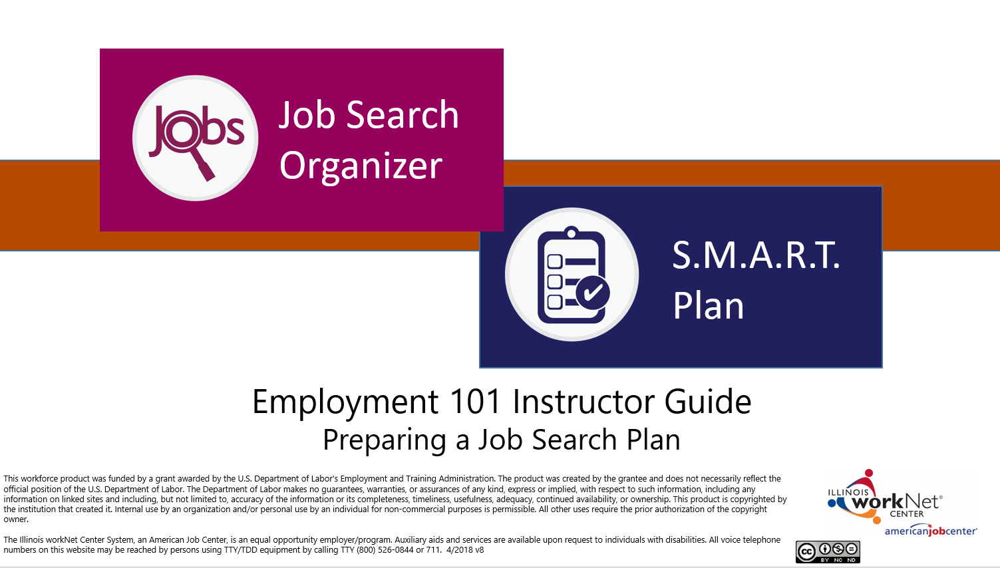 Jobs
Job Search
Organizer
S.M.A.R.T.
Plan
Employment 101 Instructor Guide
Preparing a Job Search Plan
This workforce product was funded by a grant awarded by the U.S. Department of Labor's Employment and Training Administration. The product was created by the grantee and does not necessarily reflect the
official position of the U.S. Department of Labor. The Department of Labor makes no guarantees, warranties, or assurances of any kind, express or implied, with respect to such information, including any
information on linked sites and including, but not limited to, accuracy of the information or its completeness, timeliness, usefulness, adequacy, continued availability, or ownership. This product is copyrighted by
the institution that created it. Internal use by an organization and/or personal use by an individual for non-commercial purposes is permissible. All other uses require the prior authorization of the copyright
owner.
The Illinois workNet Center System, an American Job Center, is an equal opportunity employer/program. Auxiliary aids and services are available upon request to individuals with disabilities. All voice telephone
numbers on this website may be reached by persons using TTY/TDD equipment by calling TTY (800) 526-0844 or 711. 4/2018 v8
ILLINOIS
workNet®
CENTER
americanjobcenter
cc
BY NC ND